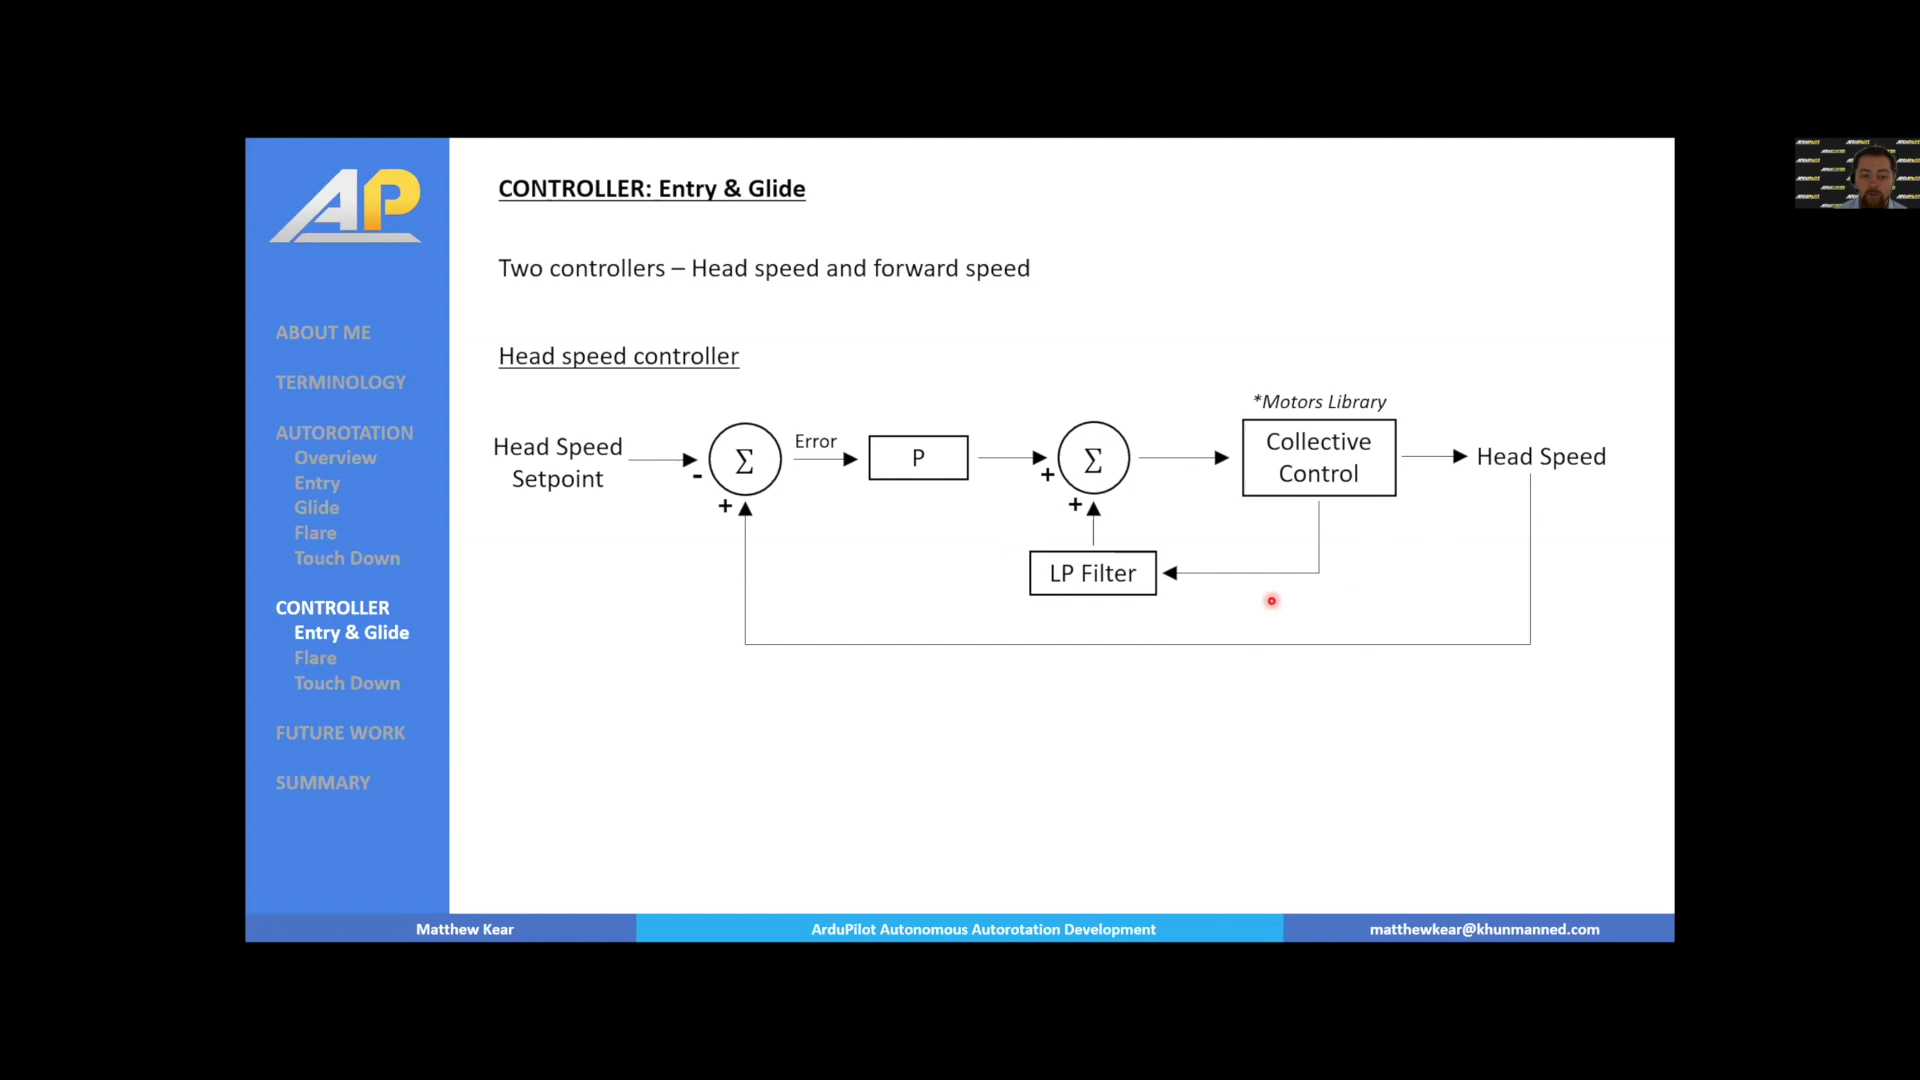 AP
ABOUT ME
TERMINOLOGY
AUTOROTATION
Overview
Entry
Glide
Flare
Touch Down
CONTROLLER
Entry & Glide
Flare
Touch Down
FUTURE WORK
SUMMARY
CONTROLLER: Entry & Glide
Two controllers – Head speed and forward speed
Head speed controller
Head Speed
Setpoint
-
+
Σ
Error
P
+
+
Σ
LP Filter
*Motors Library
Collective
Control
Head Speed
Matthew Kear
ArduPilot Autonomous Autorotation Development
matthewkear@khunmanned.com